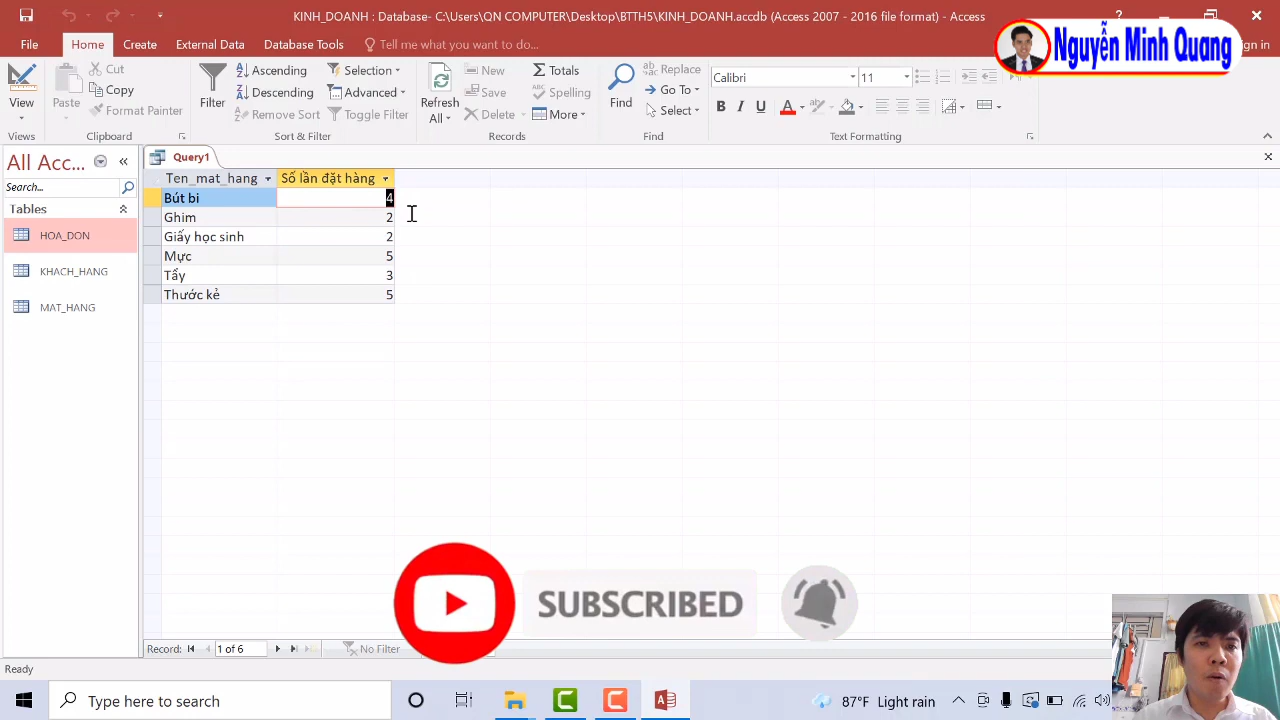 KINH_DOANH : Database- C:\Users\QN COMPUTER\Desktop\BTTH5\KINH_DOANH.accdb (Access 2007 - 2016 file format) - Access
File Home Create External Data Database Tools Tell me what you want to do... Sign in
Nguyễn Minh Quang
View
Views
Paste
Cut
Copy
Format Painter
Clipboard
Filter
Ascending
Descending
Remove Sort
Selection
Advanced
Toggle Filter
Sort & Filter
Refresh All
New
Save
Delete
Totals
Spelling
More
Records
Find
Replace
Go To
Select
Find
Calibri 11
B I U A
Text Formatting
All Acc...
Search...
Tables
HOA_DON
KHACH_HANG
MAT_HANG
Query1
Ten_mat_hang Số lần đặt hàng
Bút bi 4
Ghim 2
Giấy học sinh 2
Mực 5
Tẩy 3
Thước kẻ 5
SUBSCRIBED
Record: 1 of 6 No Filter
Ready
Type here to search
87°F Light rain